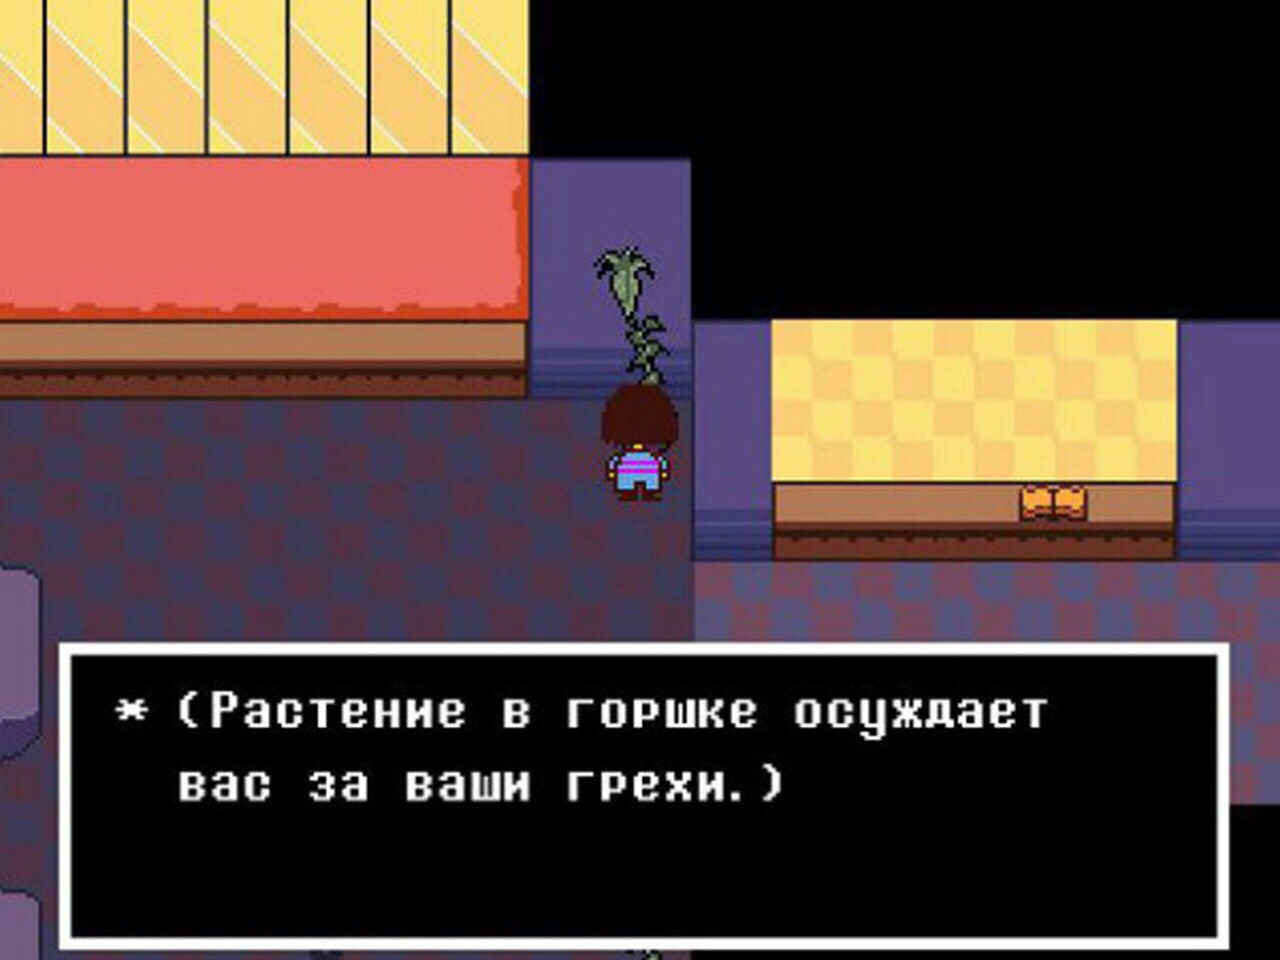 * (Растение в горшке осуждает
вас за ваши грехи.)